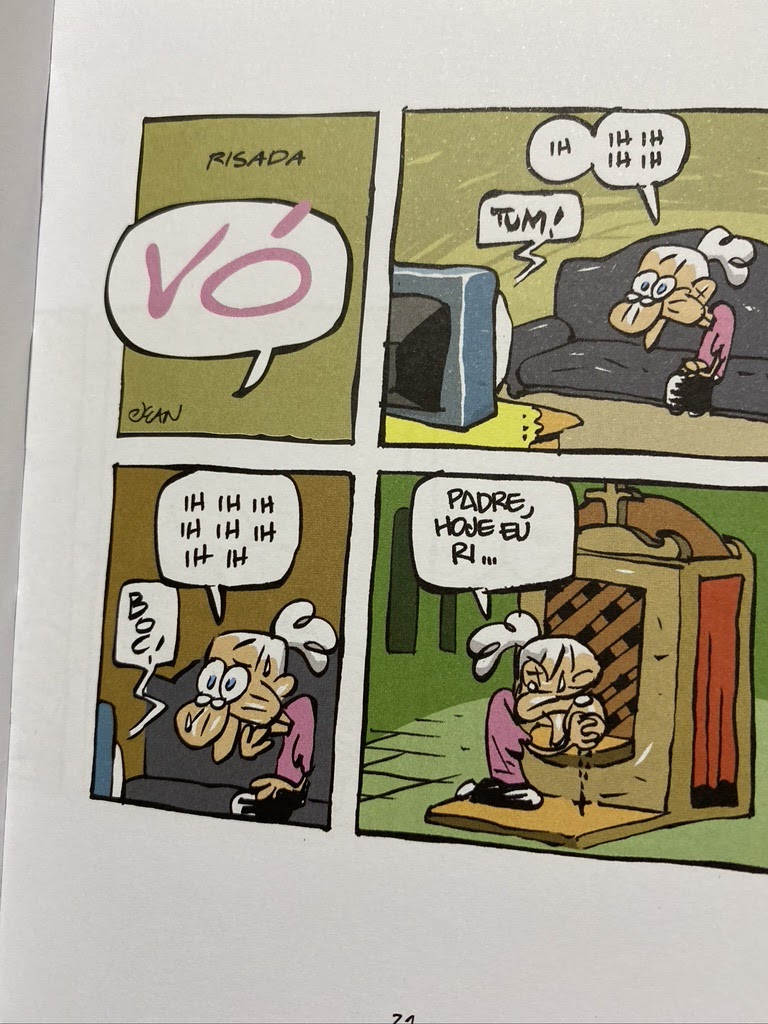 RISADA
VÓ
JEAN
IH
IH IH
IH IH
TUM!
IH IH IH
IH IH IH
IH IH
BOC!
PADRE,
HOJE EU
RI...